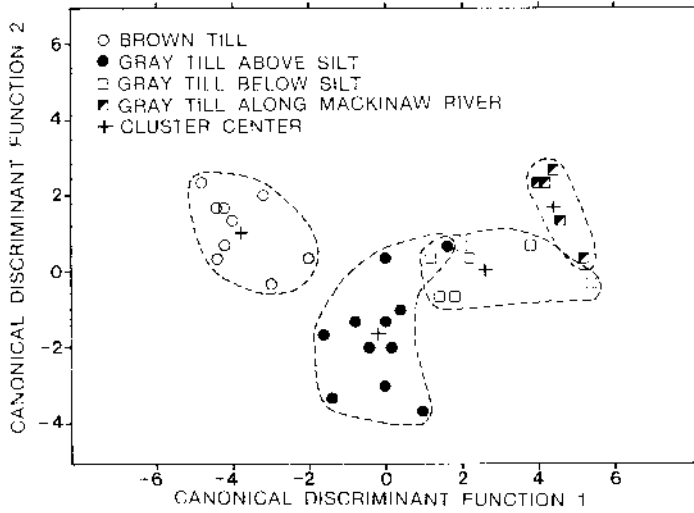 CANONICAL DISCRIMINANT FUNCTION 2
6
4
2
0
-2
-4
BROWN TILL
GRAY TILL ABOVE SILT
GRAY TILL BELOW SILT
GRAY TILL ALONG MACKINAW RIVER
CLUSTER CENTER
-6 -4 -2 0 2 4 6
CANONICAL DISCRIMINANT FUNCTION 1